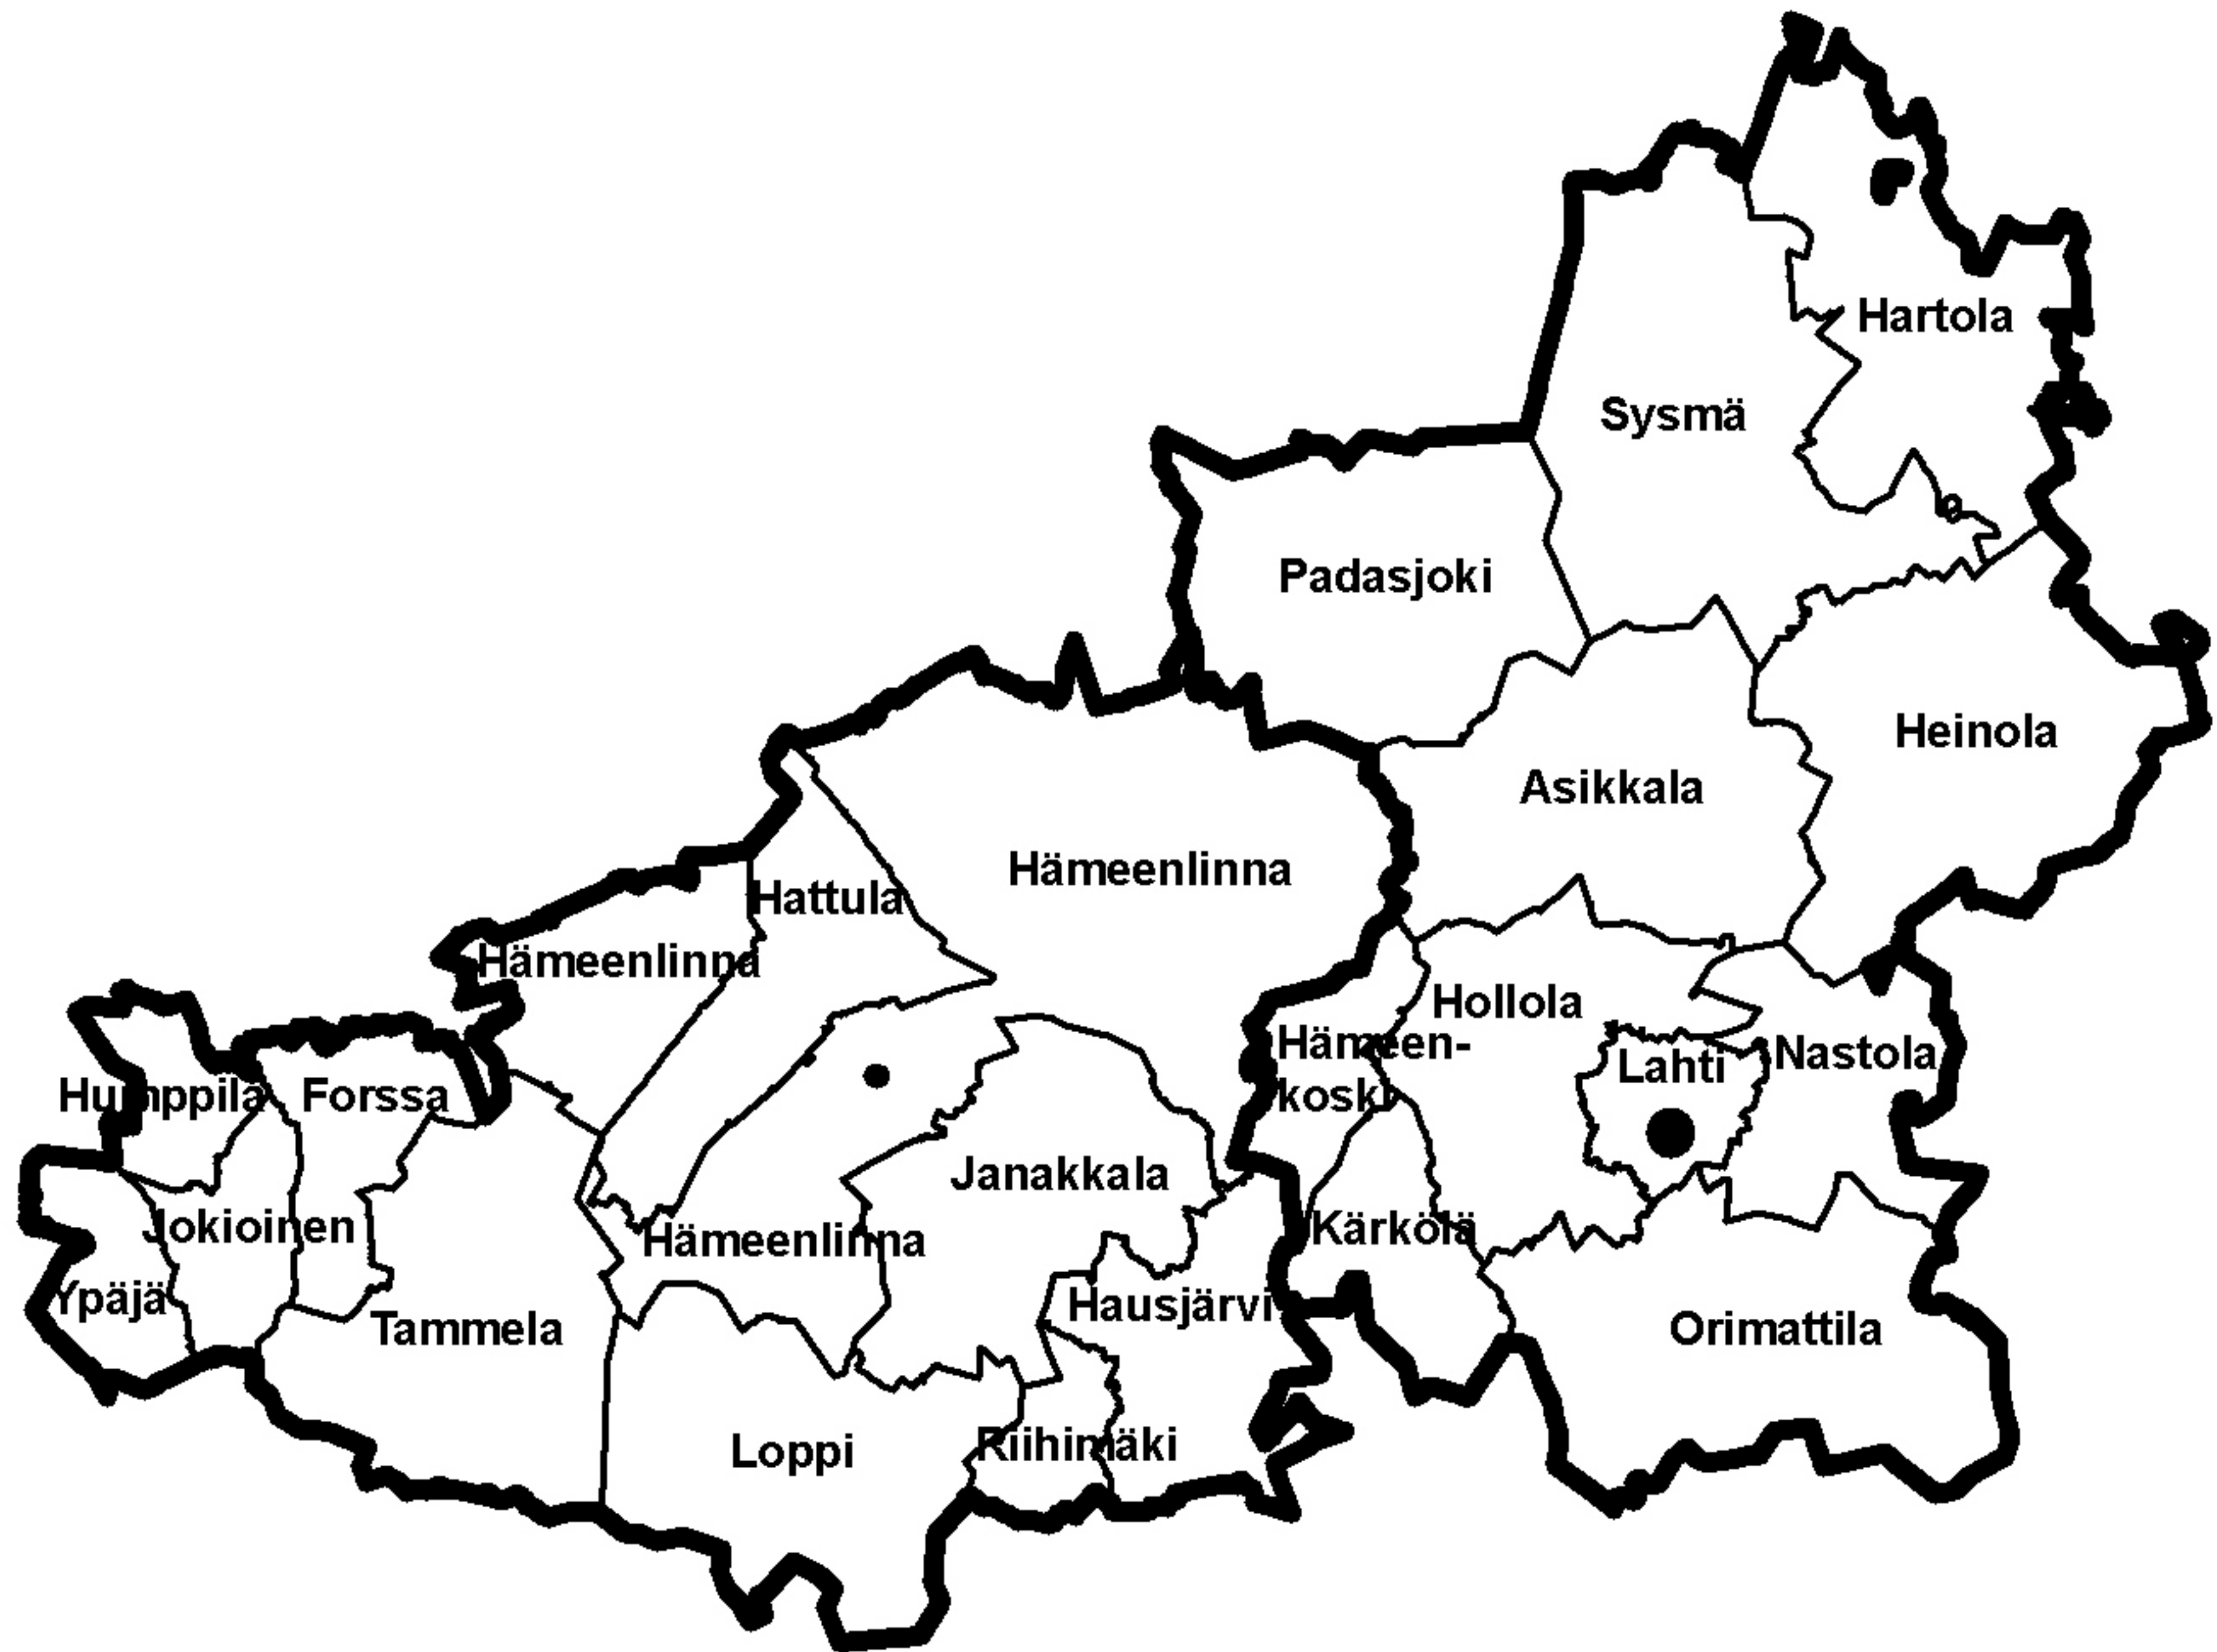 Hartola
Sysmä
Padasjoki
Heinola
Asikkala
Hämeenlinna
Hattula
Hämeenlinna
Hollola
Hämeen-
koski
Nastola
Lahti
Humppila
Forssa
Janakkala
Jokioinen
Hämeenlinna
Kärkölä
Ypäjä
Hausjärvi
Tammela
Orimattila
Loppi
Riihimäki